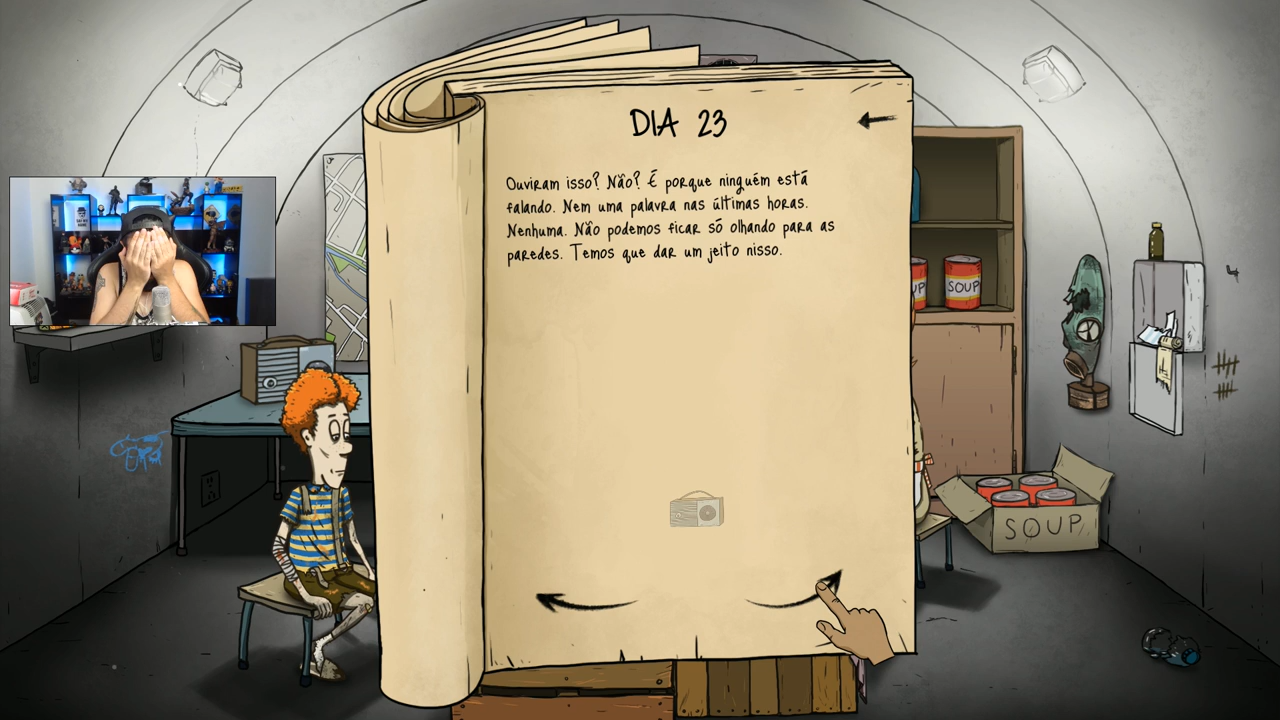 DIA 23
Ouviram isso? Não? É porque ninguém está
falando. Nem uma palavra nas últimas horas.
Nenhuma. Não podemos ficar só olhando para as
paredes. Temos que dar um jeito nisso.
UP
SOUP
SOUP